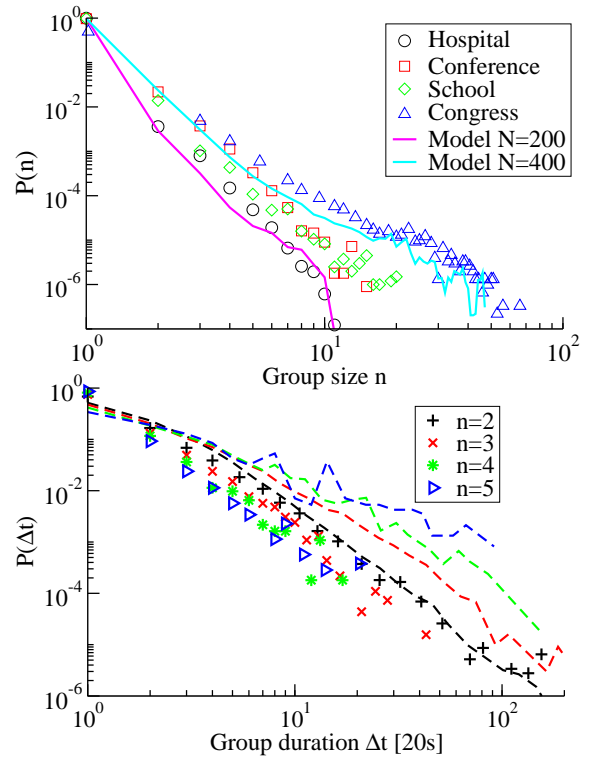 10^0
10^-2
10^-4
10^-6
P(n)
Hospital
Conference
School
Congress
Model N=200
Model N=400
10^0 10^1 10^2
Group size n
10^0
10^-2
10^-4
10^-6
P(Δt)
n=2
n=3
n=4
n=5
10^0 10^1 10^2
Group duration Δt [20s]